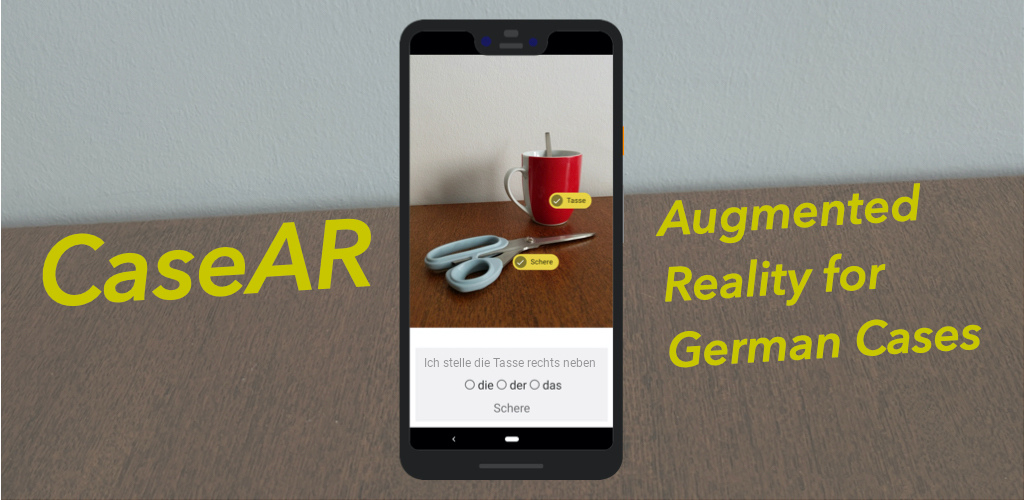 CaseAR
Tasse
Schere
Ich stelle die Tasse rechts neben
die der das
Schere
Augmented
Reality for
German Cases